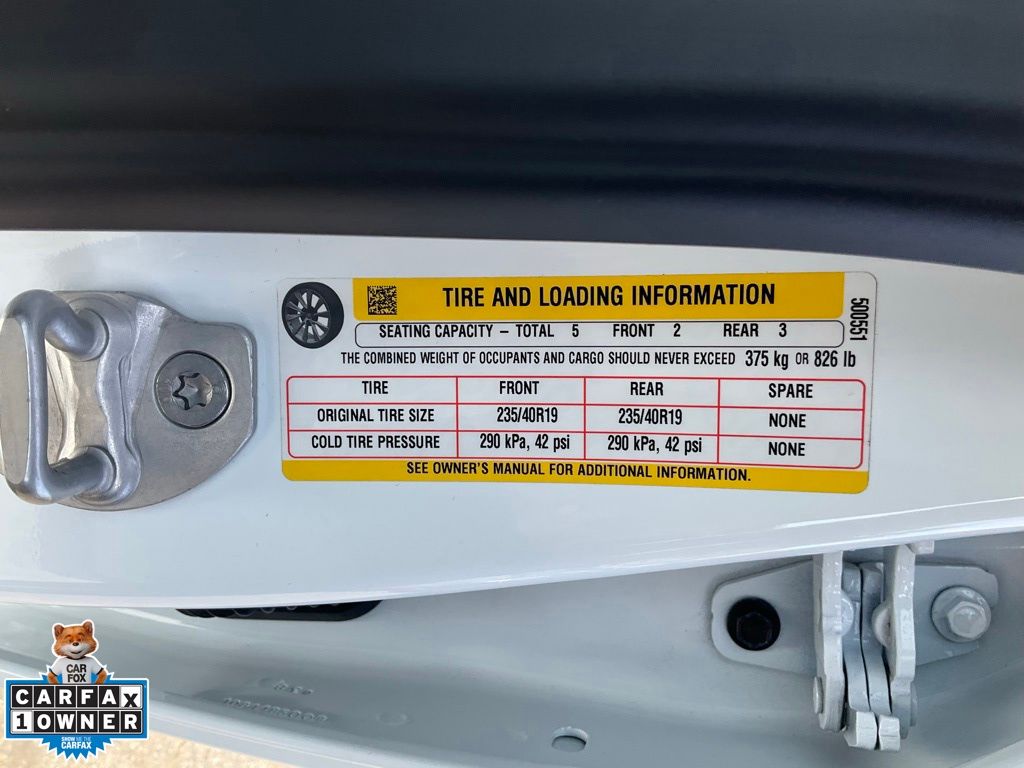 TIRE AND LOADING INFORMATION
SEATING CAPACITY – TOTAL 5 FRONT 2 REAR 3
THE COMBINED WEIGHT OF OCCUPANTS AND CARGO SHOULD NEVER EXCEED 375 kg OR 826 lb
5005551
TIRE FRONT REAR SPARE
ORIGINAL TIRE SIZE 235/40R19 235/40R19 NONE
COLD TIRE PRESSURE 290 kPa, 42 psi 290 kPa, 42 psi NONE
SEE OWNER'S MANUAL FOR ADDITIONAL INFORMATION.
CAR
FOX
CARFAX
1 OWNER
SHOW ME THE
CARFAX